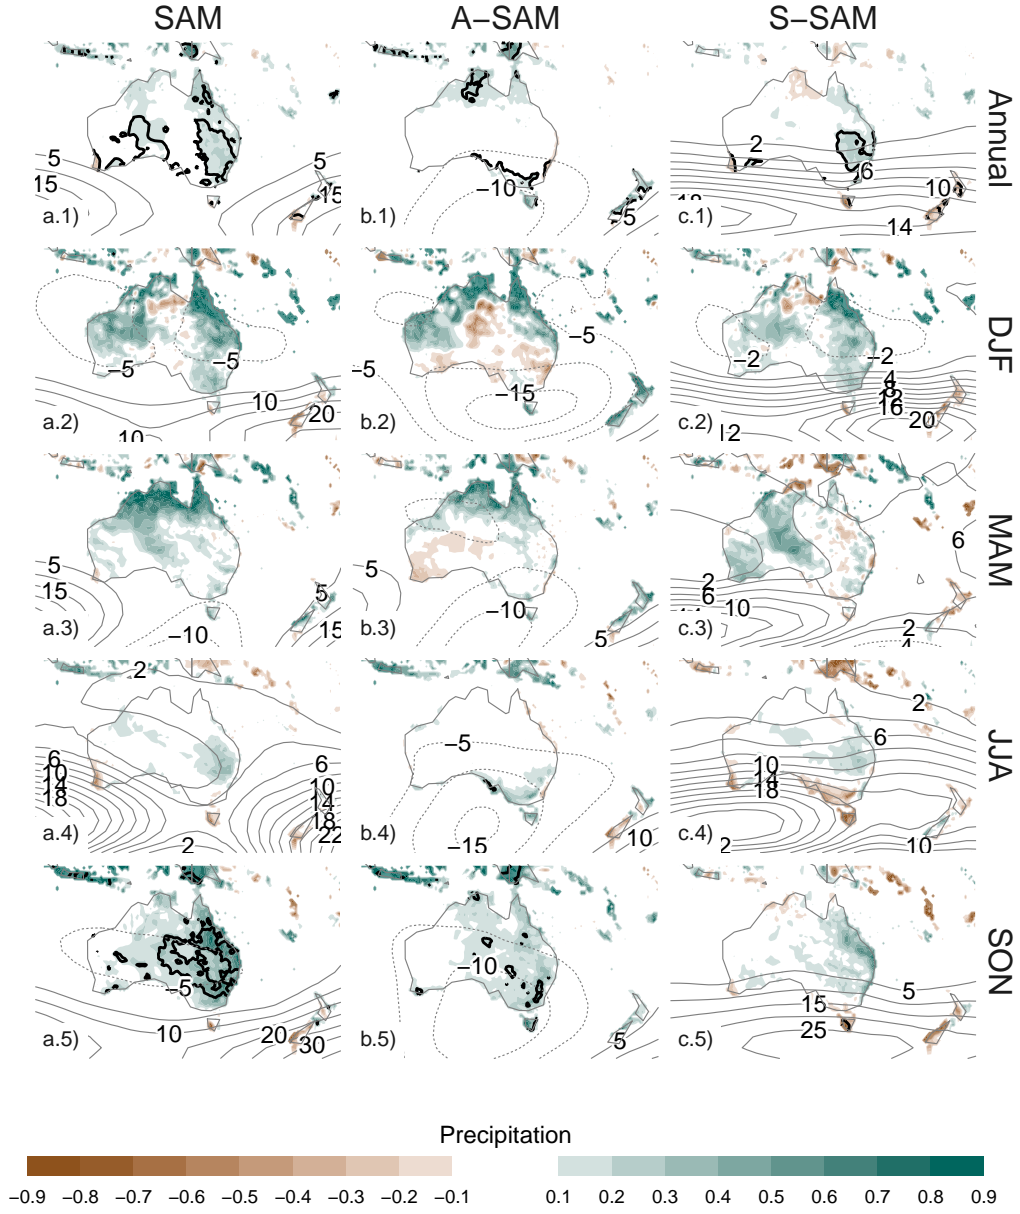 SAM A−SAM S−SAM
Annual
5 15 5 15 a.1)
−10 5 b.1)
2 6 10 14 c.1)
DJF
−5 −5 10 20 10 a.2)
−5 −5 −15 b.2)
−2 −2 4 8 12 16 20 12 c.2)
MAM
5 15 −10 5 15 a.3)
5 −10 5 b.3)
6 2 6 10 2 4 c.3)
JJA
2 6 10 14 18 6 10 14 18 22 2 a.4)
−5 −15 10 b.4)
2 6 10 14 18 10 c.4)
SON
−5 10 20 30 a.5)
−10 5 b.5)
5 15 25 c.5)
Precipitation
−0.9 −0.8 −0.7 −0.6 −0.5 −0.4 −0.3 −0.2 −0.1 0.1 0.2 0.3 0.4 0.5 0.6 0.7 0.8 0.9